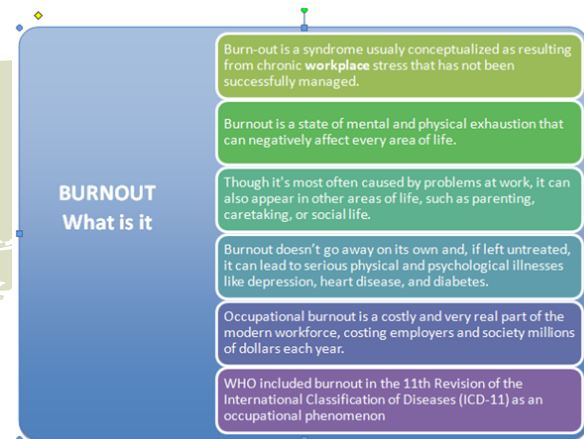 BURNOUT
What is it
Burn-out is a syndrome usualy conceptualized as resulting
from chronic workplace stress that has not been
successfully managed.
Burnout is a state of mental and physical exhaustion that
can negatively affect every area of life.
Though it's most often caused by problems at work, it can
also appear in other areas of life, such as parenting,
caretaking, or social life.
Burnout doesn’t go away on its own and, if left untreated,
it can lead to serious physical and psychological illnesses
like depression, heart disease, and diabetes.
Occupational burnout is a costly and very real part of the
modern workforce, costing employers and society millions
of dollars each year.
WHO included burnout in the 11th Revision of the
International Classification of Diseases (ICD-11) as an
occupational phenomenon